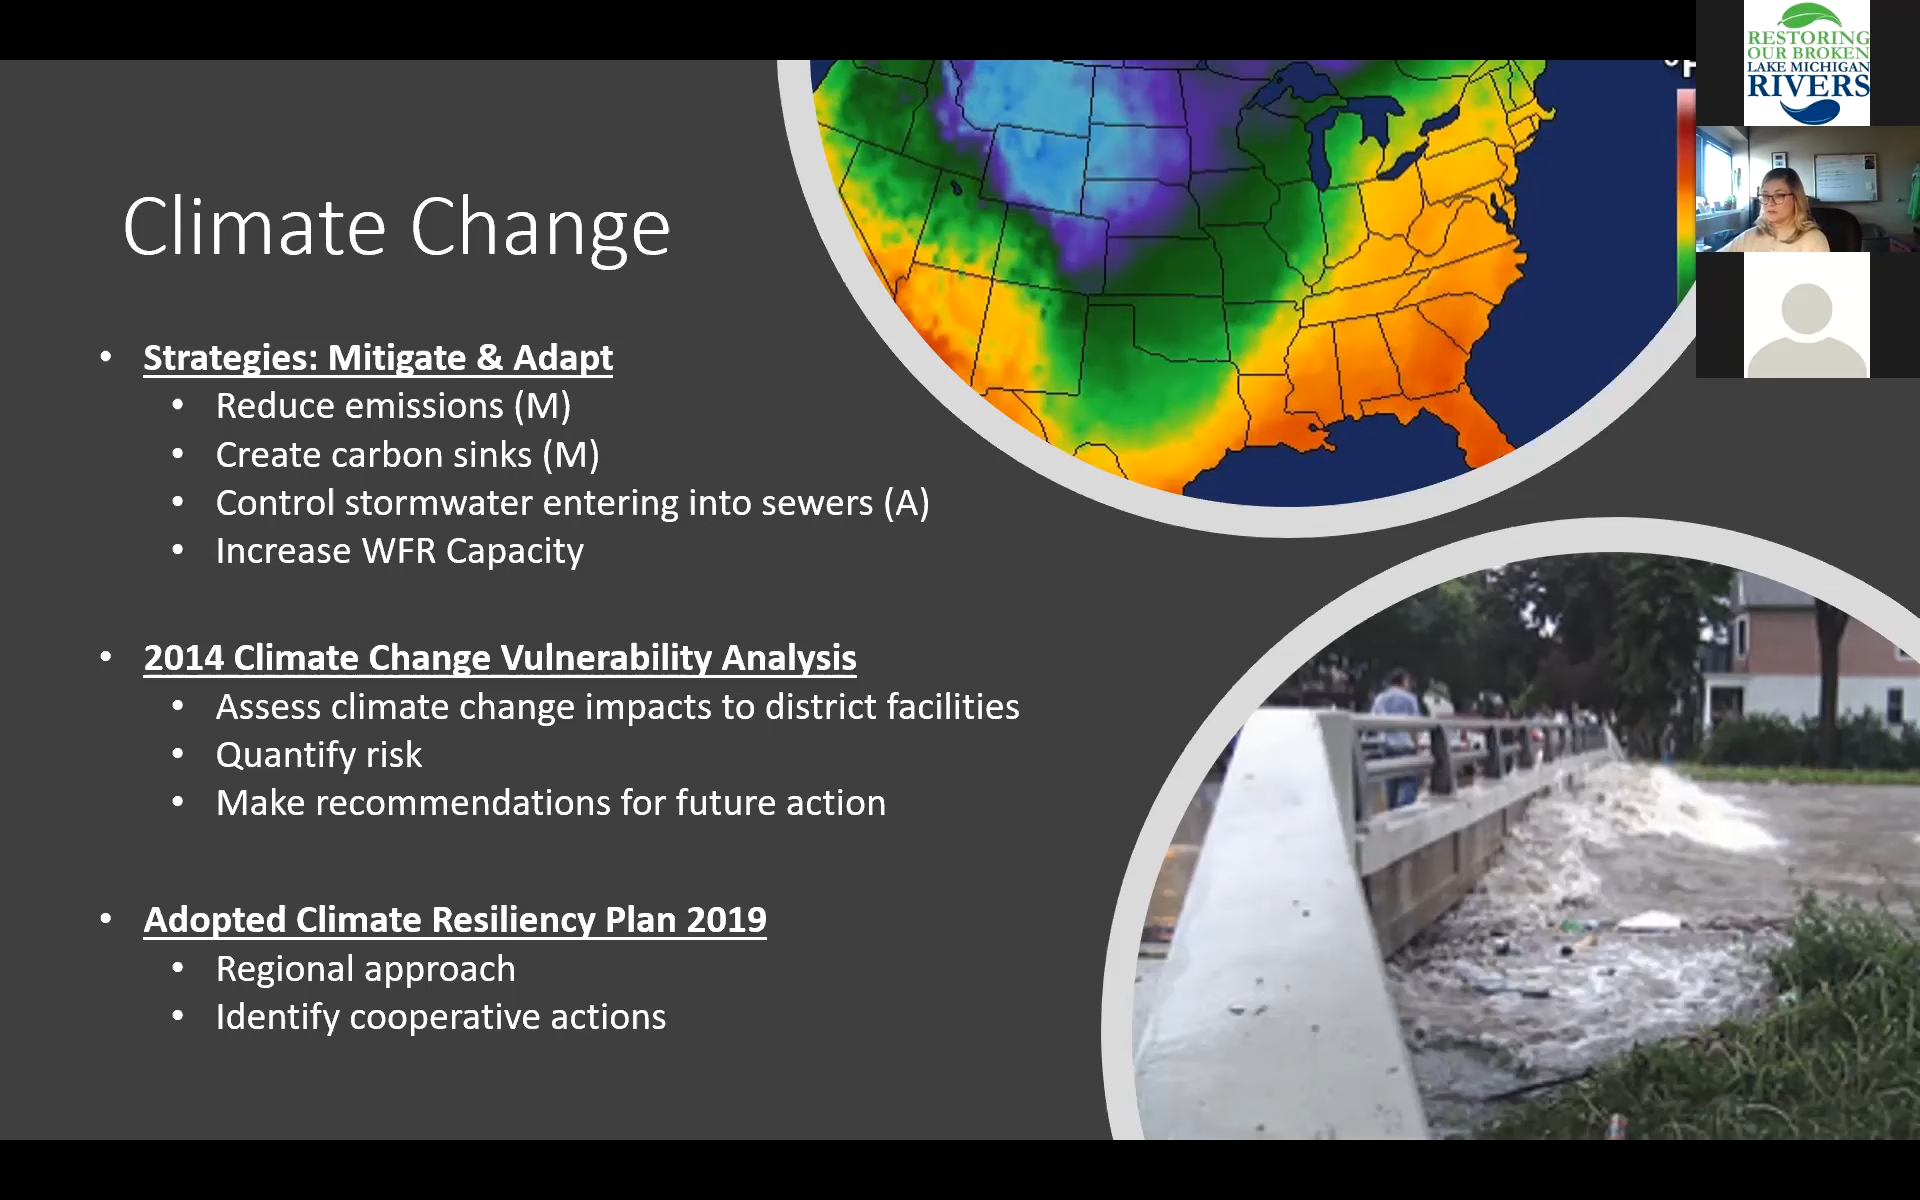 Climate Change
Strategies: Mitigate & Adapt
Reduce emissions (M)
Create carbon sinks (M)
Control stormwater entering into sewers (A)
Increase WFR Capacity
2014 Climate Change Vulnerability Analysis
Assess climate change impacts to district facilities
Quantify risk
Make recommendations for future action
Adopted Climate Resiliency Plan 2019
Regional approach
Identify cooperative actions
RESTORING
OUR BROKEN
LAKE MICHIGAN
RIVERS